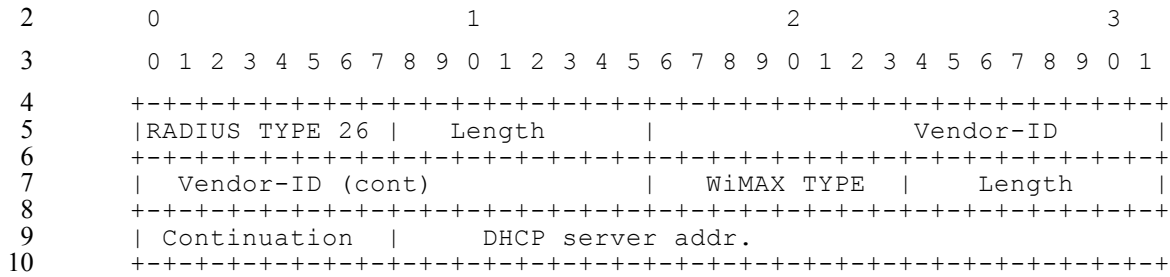 2 0 1 2 3
3 0 1 2 3 4 5 6 7 8 9 0 1 2 3 4 5 6 7 8 9 0 1 2 3 4 5 6 7 8 9 0 1
4 +-+-+-+-+-+-+-+-+-+-+-+-+-+-+-+-+-+-+-+-+-+-+-+-+-+-+-+-+-+-+-+-+
5 |RADIUS TYPE 26 | Length | Vendor-ID |
6 +-+-+-+-+-+-+-+-+-+-+-+-+-+-+-+-+-+-+-+-+-+-+-+-+-+-+-+-+-+-+-+-+
7 | Vendor-ID (cont) | WiMAX TYPE | Length |
8 +-+-+-+-+-+-+-+-+-+-+-+-+-+-+-+-+-+-+-+-+-+-+-+-+-+-+-+-+-+-+-+-+
9 | Continuation | DHCP server addr.
10 +-+-+-+-+-+-+-+-+-+-+-+-+-+-+-+-+-+-+-+-+-+-+-+-+-+-+-+-+-+-+-+-+